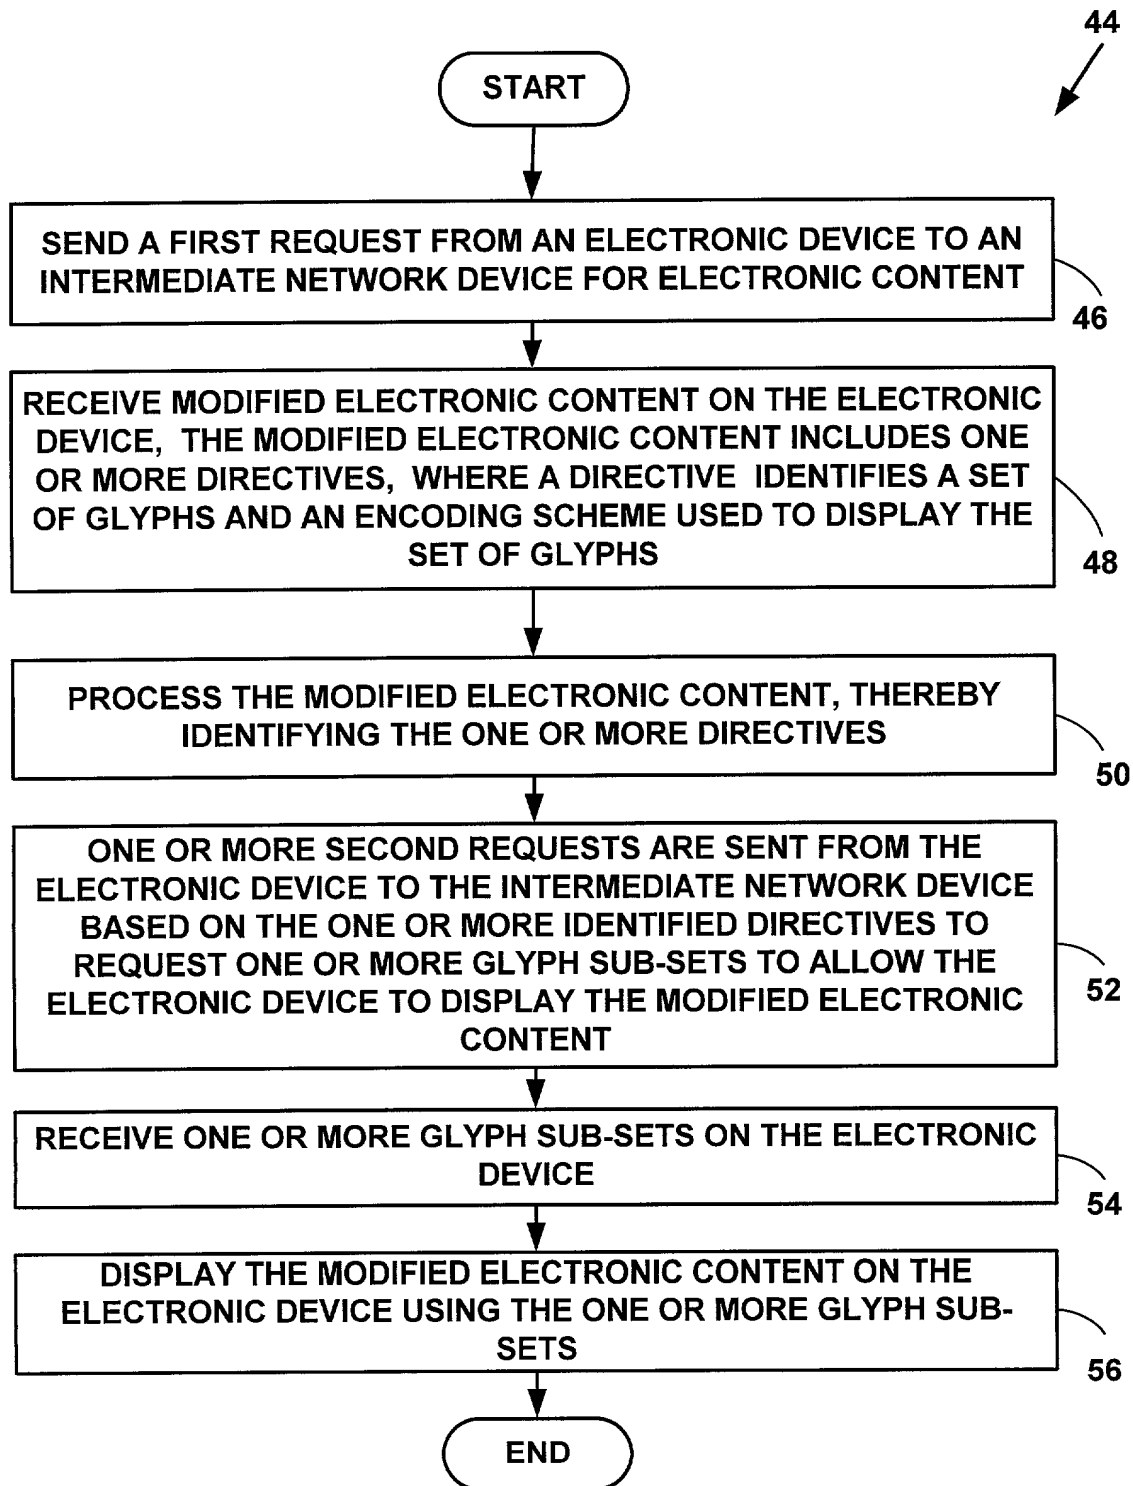 44
START
SEND A FIRST REQUEST FROM AN ELECTRONIC DEVICE TO AN
INTERMEDIATE NETWORK DEVICE FOR ELECTRONIC CONTENT
46
RECEIVE MODIFIED ELECTRONIC CONTENT ON THE ELECTRONIC
DEVICE, THE MODIFIED ELECTRONIC CONTENT INCLUDES ONE
OR MORE DIRECTIVES, WHERE A DIRECTIVE IDENTIFIES A SET
OF GLYPHS AND AN ENCODING SCHEME USED TO DISPLAY THE
SET OF GLYPHS
48
PROCESS THE MODIFIED ELECTRONIC CONTENT, THEREBY
IDENTIFYING THE ONE OR MORE DIRECTIVES
50
ONE OR MORE SECOND REQUESTS ARE SENT FROM THE
ELECTRONIC DEVICE TO THE INTERMEDIATE NETWORK DEVICE
BASED ON THE ONE OR MORE IDENTIFIED DIRECTIVES TO
REQUEST ONE OR MORE GLYPH SUB-SETS TO ALLOW THE
ELECTRONIC DEVICE TO DISPLAY THE MODIFIED ELECTRONIC
CONTENT
52
RECEIVE ONE OR MORE GLYPH SUB-SETS ON THE ELECTRONIC
DEVICE
54
DISPLAY THE MODIFIED ELECTRONIC CONTENT ON THE
ELECTRONIC DEVICE USING THE ONE OR MORE GLYPH SUB-
SETS
56
END